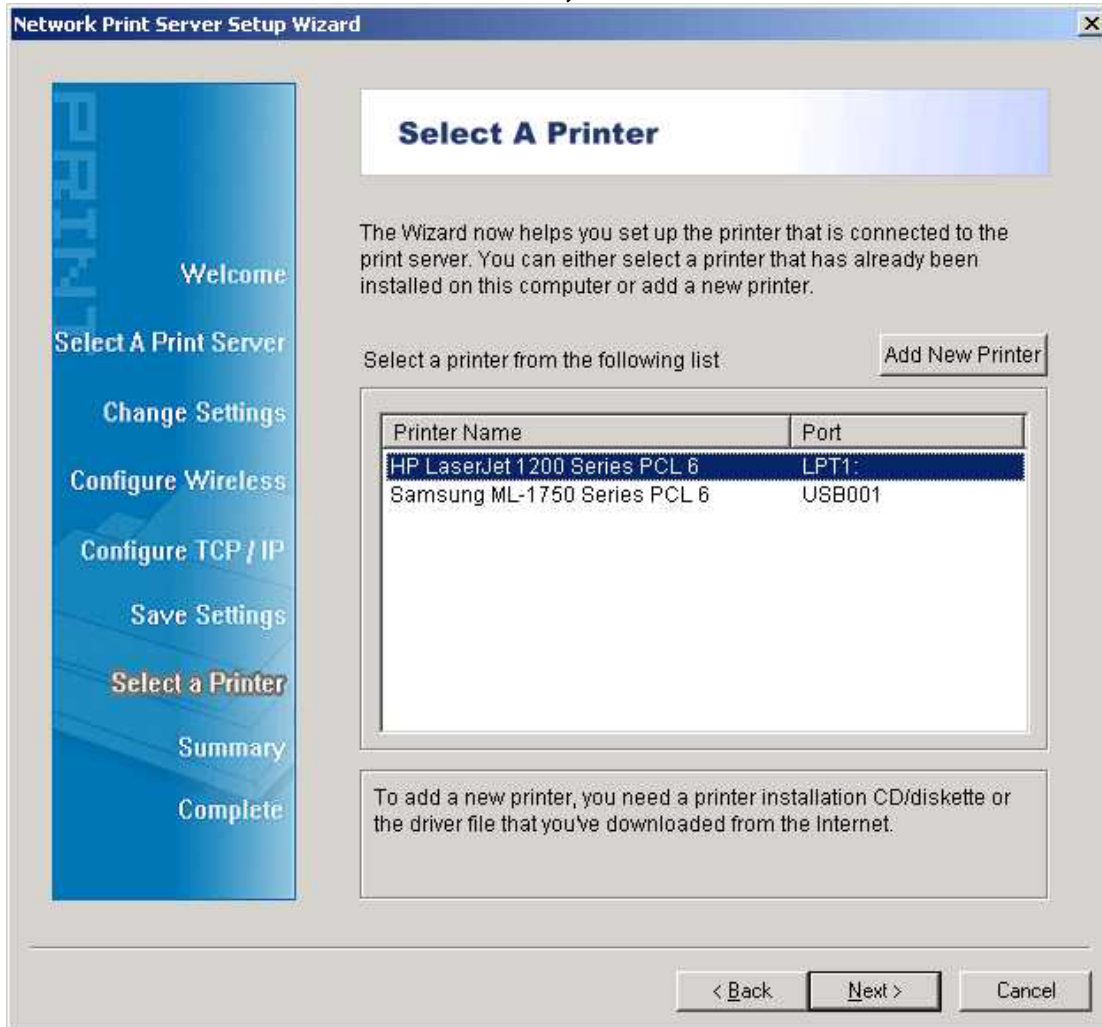 Network Print Server Setup Wizard
PRINT
Welcome
Select A Print Server
Change Settings
Configure Wireless
Configure TCP / IP
Save Settings
Select a Printer
Summary
Complete
Select A Printer
The Wizard now helps you set up the printer that is connected to the
print server. You can either select a printer that has already been
installed on this computer or add a new printer.
Select a printer from the following list
Add New Printer
Printer Name Port
HP LaserJet 1200 Series PCL 6 LPT1:
Samsung ML-1750 Series PCL 6 USB001
To add a new printer, you need a printer installation CD/diskette or
the driver file that you've downloaded from the Internet.
< Back Next > Cancel